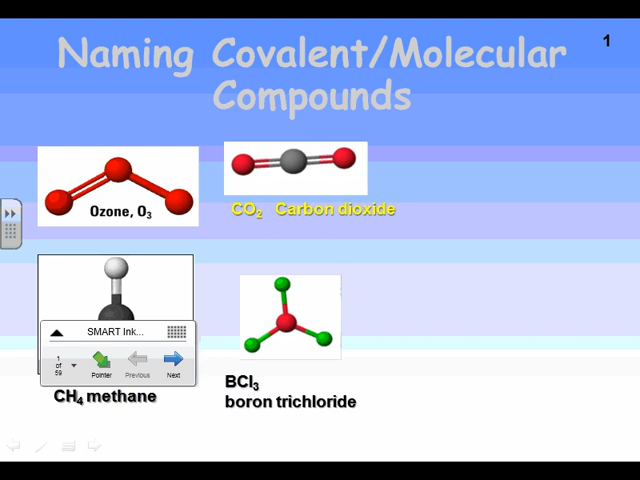 1
Naming Covalent/Molecular
Compounds
Ozone, O₃
CO₂ Carbon dioxide
SMART Ink...
1
of
59
Pointer
Previous
Next
CH₄ methane
BCl₃
boron trichloride